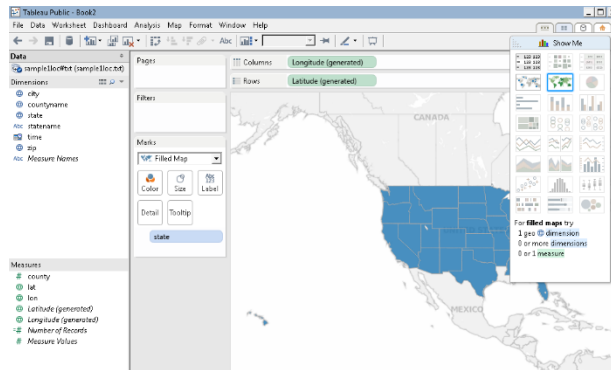 Tableau Public - Book2
File Data Worksheet Dashboard Analysis Map Format Window Help
Abc
Data
sample1loc#txt (sample1loc.txt)
Dimensions
city
countyname
state
Abc statename
time
zip
Abc Measure Names
Measures
# county
lat
lon
Latitude (generated)
Longitude (generated)
=# Number of Records
# Measure Values
Pages
Filters
Marks
Filled Map
Color Size Label
Detail Tooltip
state
Columns Longitude (generated)
Rows Latitude (generated)
CANADA
MEXICO
Show Me
For filled maps try
1 geo dimension
0 or more dimensions
0 or 1 measure